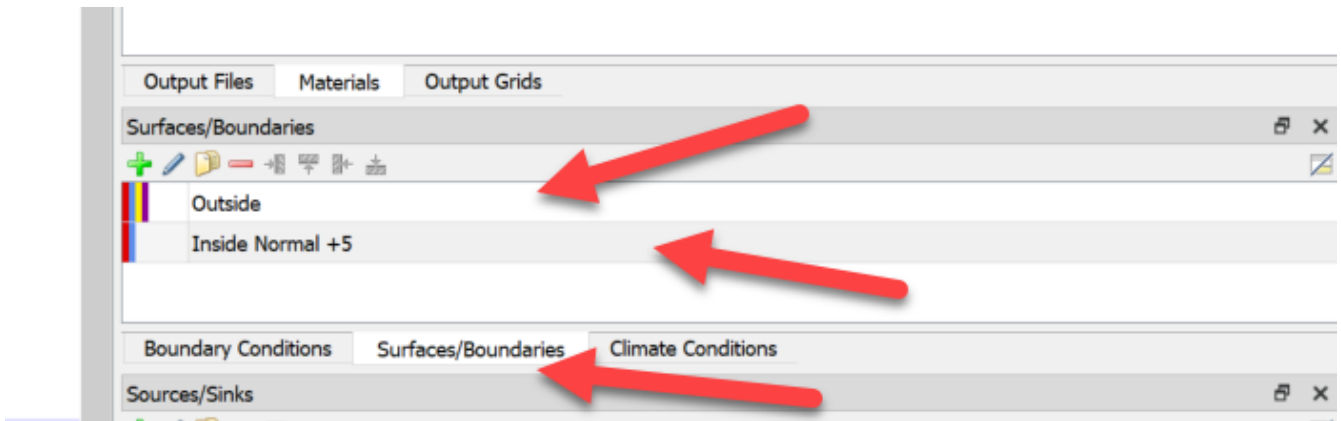 Output Files Materials Output Grids
Surfaces/Boundaries
Outside
Inside Normal +5
Boundary Conditions Surfaces/Boundaries Climate Conditions
Sources/Sinks